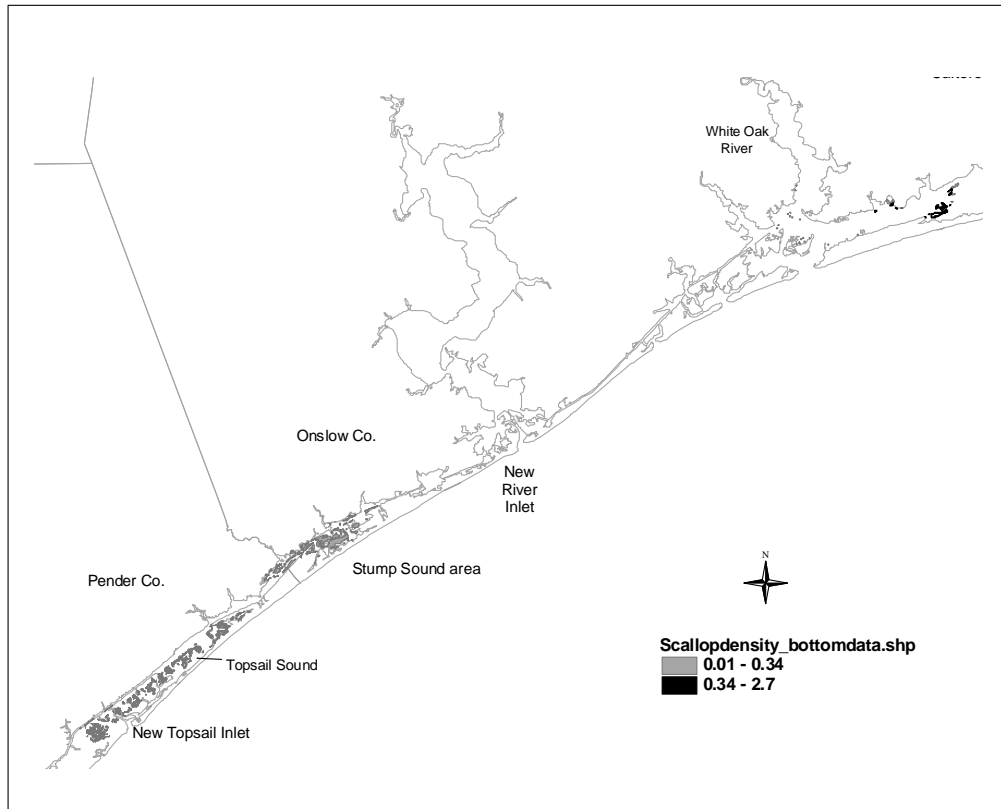 White Oak
River
Onslow Co.
New
River
Inlet
Stump Sound area
Pender Co.
N
Topsail Sound
New Topsail Inlet
Scallopdensity_bottomdata.shp
0.01 - 0.34
0.34 - 2.7